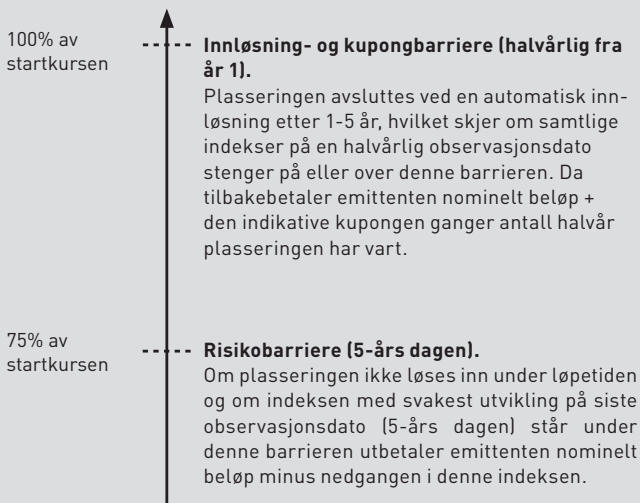 100% av
startkursen
Innløsning- og kupongbarriere (halvårlig fra
år 1).
Plasseringen avsluttes ved en automatisk inn-
løsning etter 1-5 år, hvilket skjer om samtlige
indekser på en halvårlig observasjonsdato
stenger på eller over denne barrieren. Da
tilbakebetaler emittenten nominelt beløp +
den indikative kupongen ganger antall halvår
plasseringen har vart.
75% av
startkursen
Risikobarriere (5-års dagen).
Om plasseringen ikke løses inn under løpetiden
og om indeksen med svakest utvikling på siste
observasjonsdato (5-års dagen) står under
denne barrieren utbetaler emittenten nominelt
beløp minus nedgangen i denne indeksen.